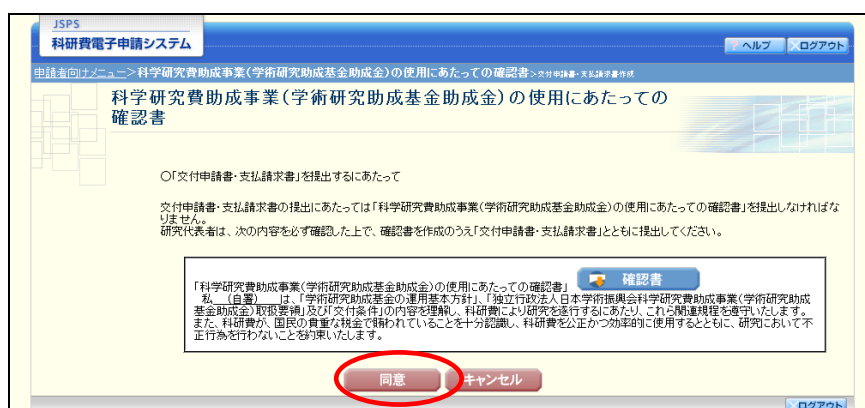 JSPS
科研費電子申請システム
? ヘルプ
×ログアウト
申請者向けメニュー>科学研究費助成事業(学術研究助成基金助成金)の使用にあたっての確認書>交付申請書・支払請求書作成
科学研究費助成事業(学術研究助成基金助成金)の使用にあたっての
確認書
○「交付申請書・支払請求書」を提出するにあたって
交付申請書・支払請求書の提出にあたっては「科学研究費助成事業(学術研究助成基金助成金)の使用にあたっての確認書」を提出しなければな
りません。
研究代表者は、次の内容を必ず確認した上で、確認書を作成のうえ「交付申請書・支払請求書」とともに提出してください。
「科学研究費助成事業(学術研究助成基金助成金)の使用にあたっての確認書」 確認書
私__(自署)__は、「学術研究助成基金の運用基本方針」、「独立行政法人日本学術振興会科学研究費助成事業(学術研究助成
基金助成金)取扱要領」及び「交付条件」の内容を理解し、科研費により研究を遂行するにあたり、これら関連規程を遵守いたします。
また、科研費が、国民の貴重な税金で賄われていることを十分認識し、科研費を公正かつ効率的に使用するとともに、研究において不
正行為を行わないことを約束いたします。
同意
キャンセル
×ログアウト